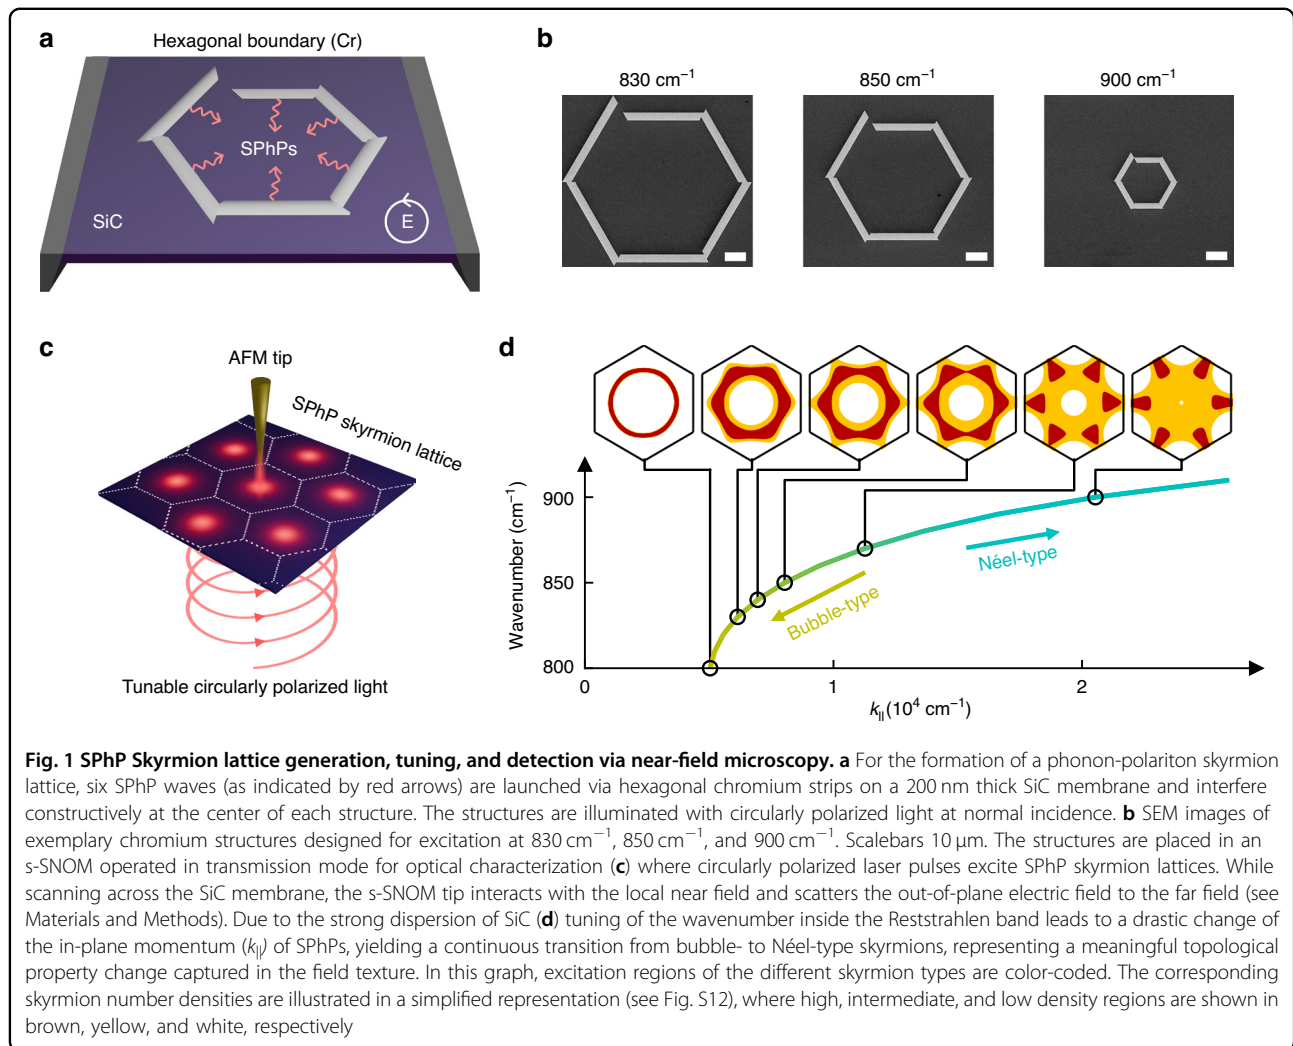 a
Hexagonal boundary (Cr)
SPhPs
SiC
E
b
830 cm⁻¹
850 cm⁻¹
900 cm⁻¹
c
AFM tip
SPhP skyrmion lattice
Tunable circularly polarized light
d
Wavenumber (cm⁻¹)
900
850
800
Néel-type
Bubble-type
0
1
2
k|| (10⁴ cm⁻¹)
Fig. 1 SPhP Skyrmion lattice generation, tuning, and detection via near-field microscopy. a For the formation of a phonon-polariton skyrmion
lattice, six SPhP waves (as indicated by red arrows) are launched via hexagonal chromium strips on a 200 nm thick SiC membrane and interfere
constructively at the center of each structure. The structures are illuminated with circularly polarized light at normal incidence. b SEM images of
exemplary chromium structures designed for excitation at 830 cm⁻¹, 850 cm⁻¹, and 900 cm⁻¹. Scalebars 10 μm. The structures are placed in an
s-SNOM operated in transmission mode for optical characterization (c) where circularly polarized laser pulses excite SPhP skyrmion lattices. While
scanning across the SiC membrane, the s-SNOM tip interacts with the local near field and scatters the out-of-plane electric field to the far field (see
Materials and Methods). Due to the strong dispersion of SiC (d) tuning of the wavenumber inside the Reststrahlen band leads to a drastic change of
the in-plane momentum (k||) of SPhPs, yielding a continuous transition from bubble- to Néel-type skyrmions, representing a meaningful topological
property change captured in the field texture. In this graph, excitation regions of the different skyrmion types are color-coded. The corresponding
skyrmion number densities are illustrated in a simplified representation (see Fig. S12), where high, intermediate, and low density regions are shown in
brown, yellow, and white, respectively